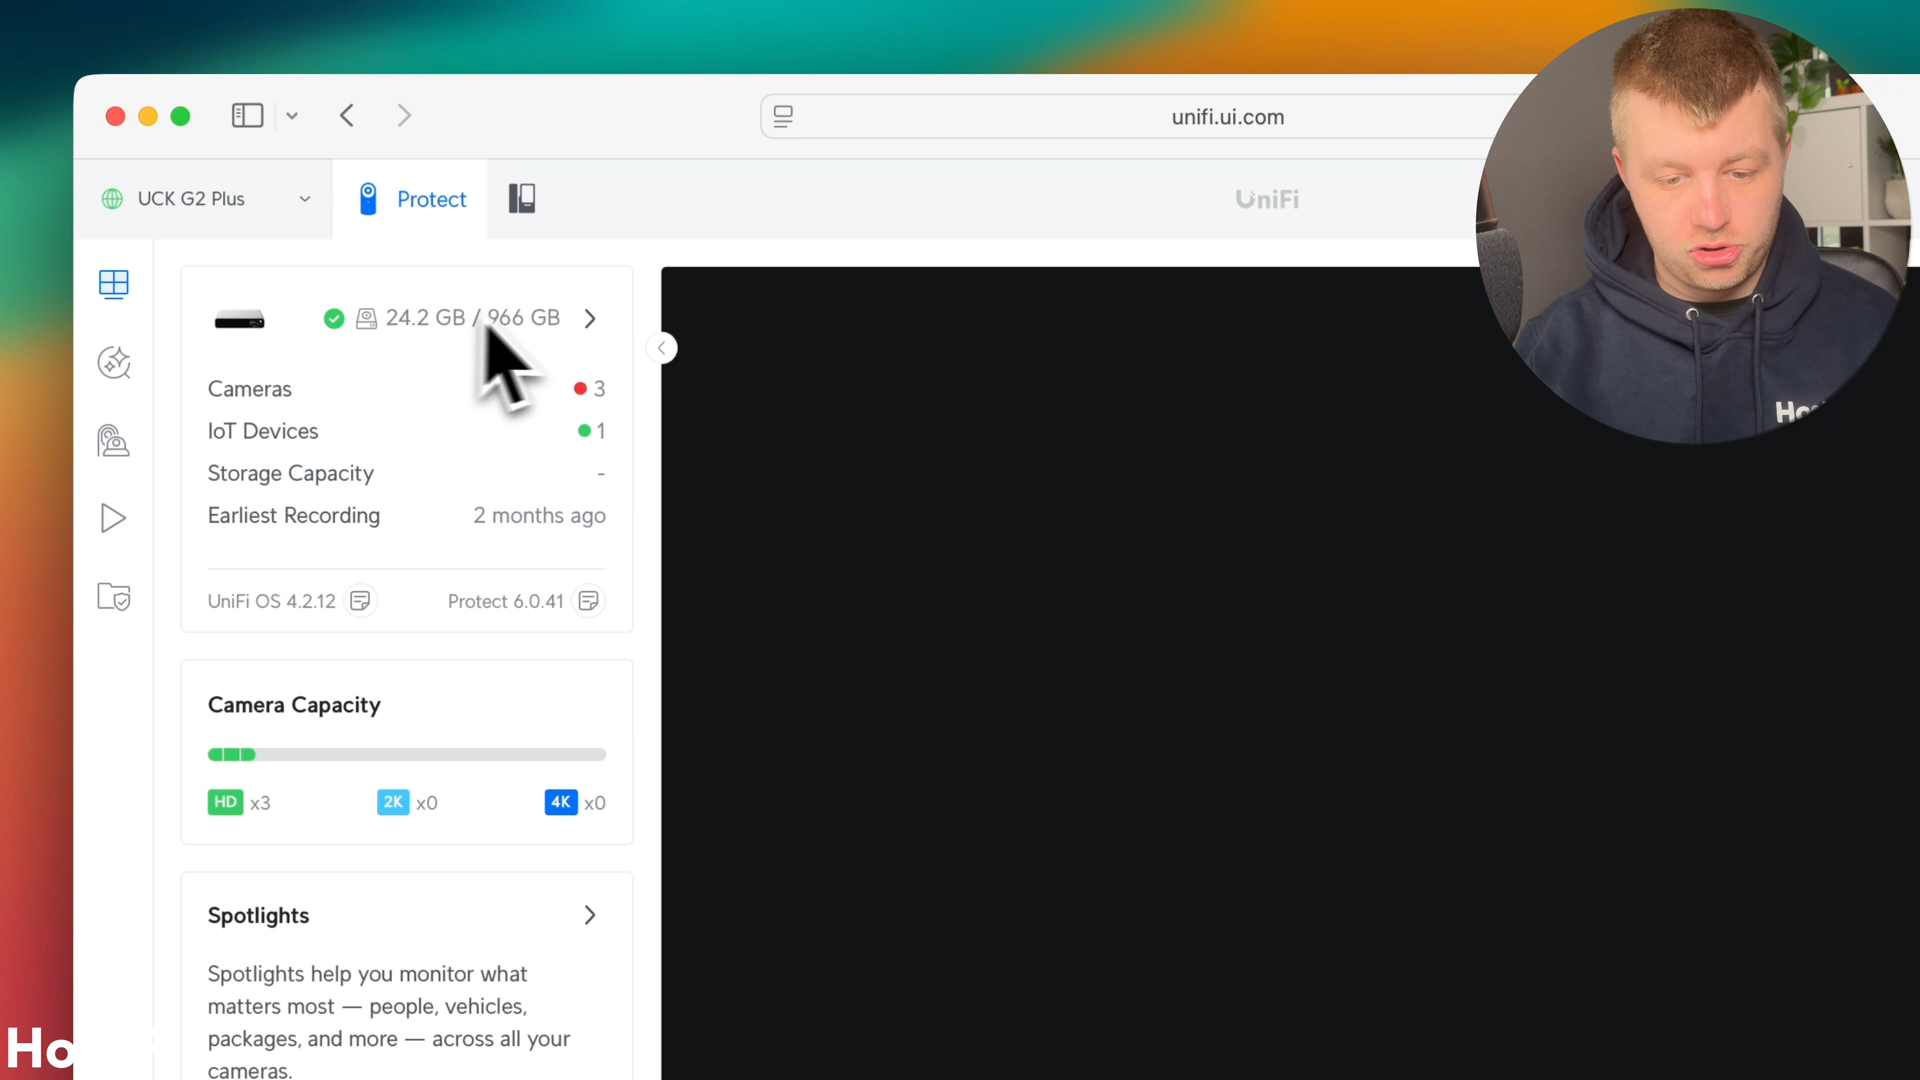 unifi.ui.com
UCK G2 Plus
Protect
UniFi
24.2 GB / 966 GB
Cameras 3
IoT Devices 1
Storage Capacity -
Earliest Recording 2 months ago
UniFi OS 4.2.12 Protect 6.0.41
Camera Capacity
HD x3 2K x0 4K x0
Spotlights
Spotlights help you monitor what
matters most — people, vehicles,
packages, and more — across all your
cameras.
Ho